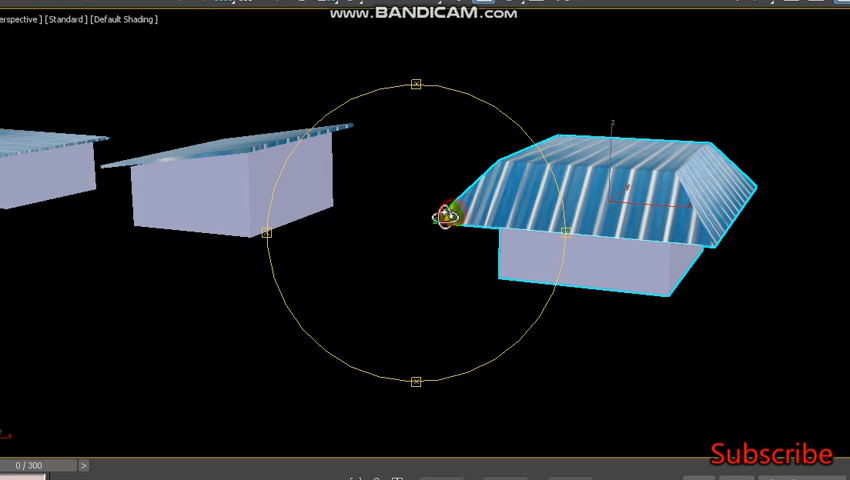 www.BANDICAM.com
erspective ] [Standard ] [Default Shading ]
z
y
0 / 300
>
Subscribe